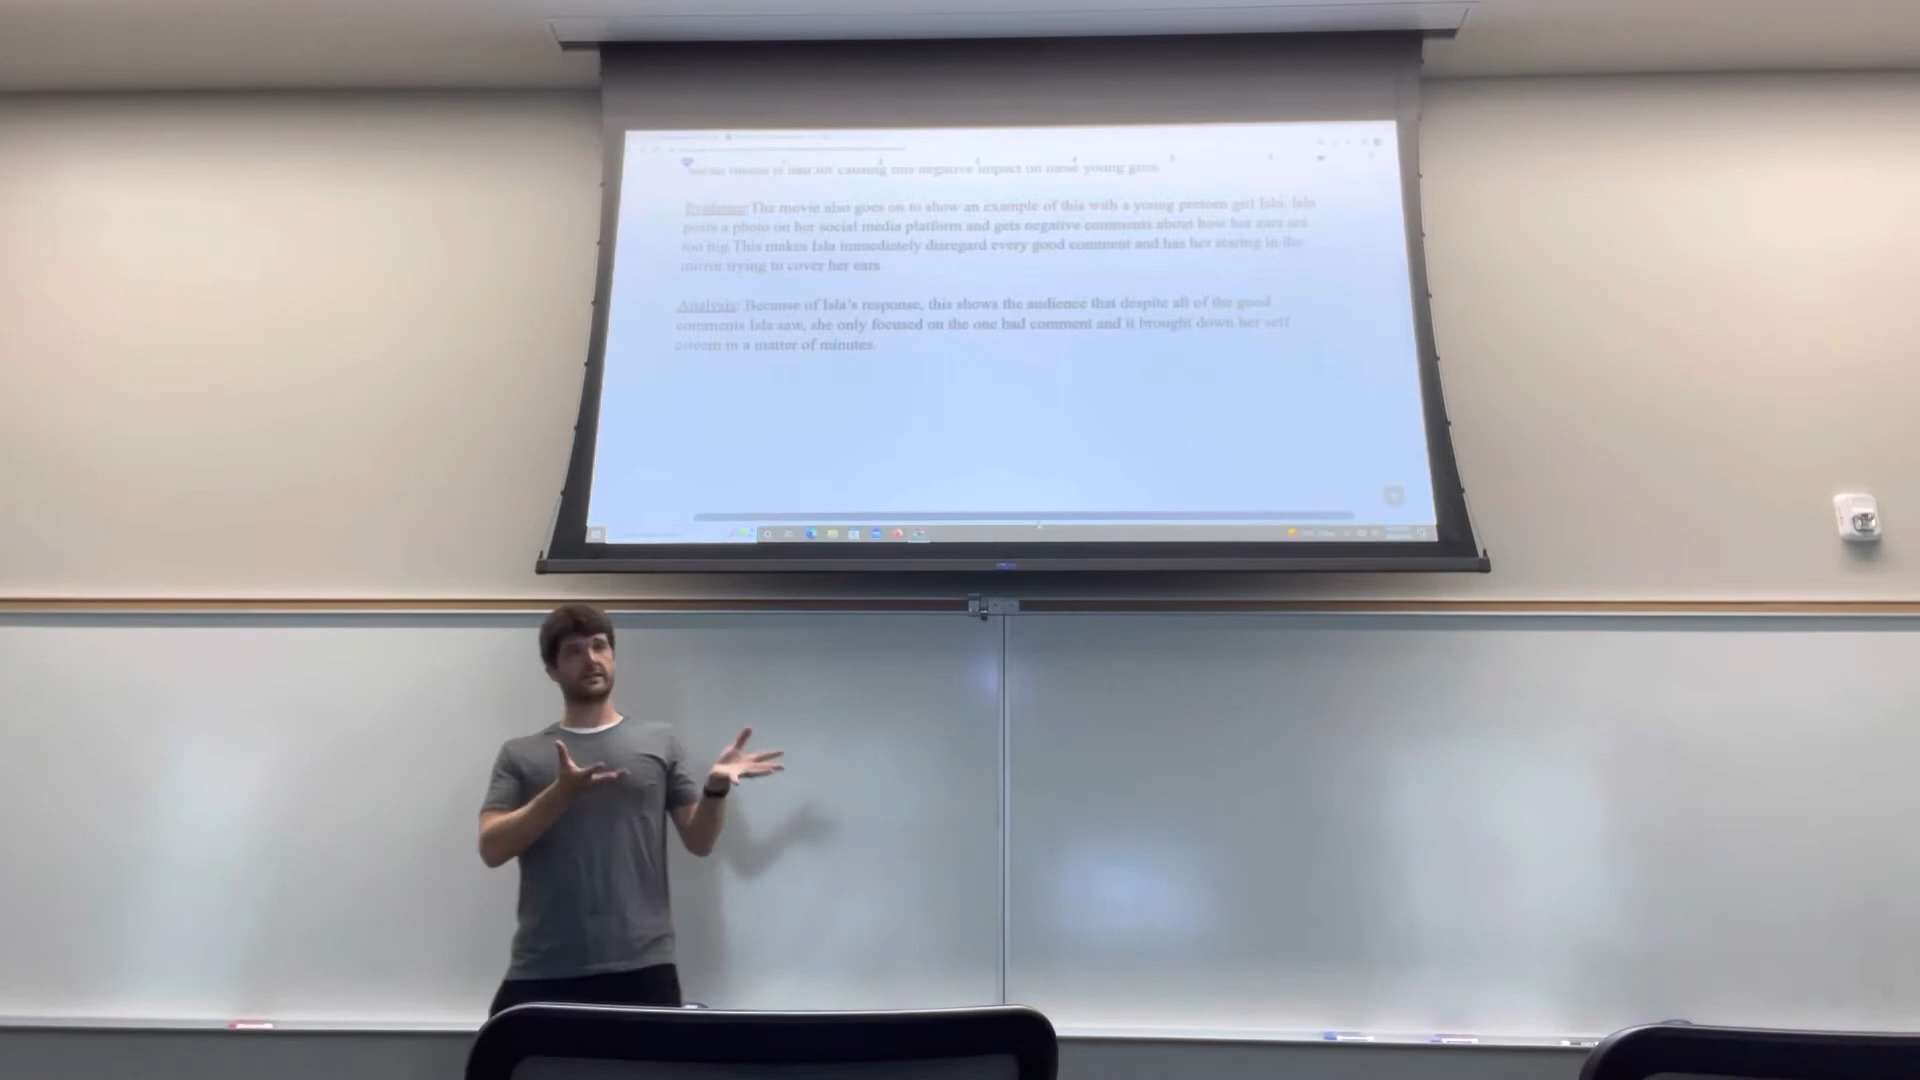 social media is bad for causing this negative impact on these young girls.
Evidence: The movie also goes on to show an example of this with a young preteen girl Isla. Isla
posts a photo on her social media platform and gets negative comments about how her ears are
too big. This makes Isla immediately disregard every good comment and has her staring in the
mirror trying to cover her ears
Analysis: Because of Isla's response, this shows the audience that despite all of the good
comments Isla saw, she only focused on the one bad comment and it brought down her self
esteem in a matter of minutes.